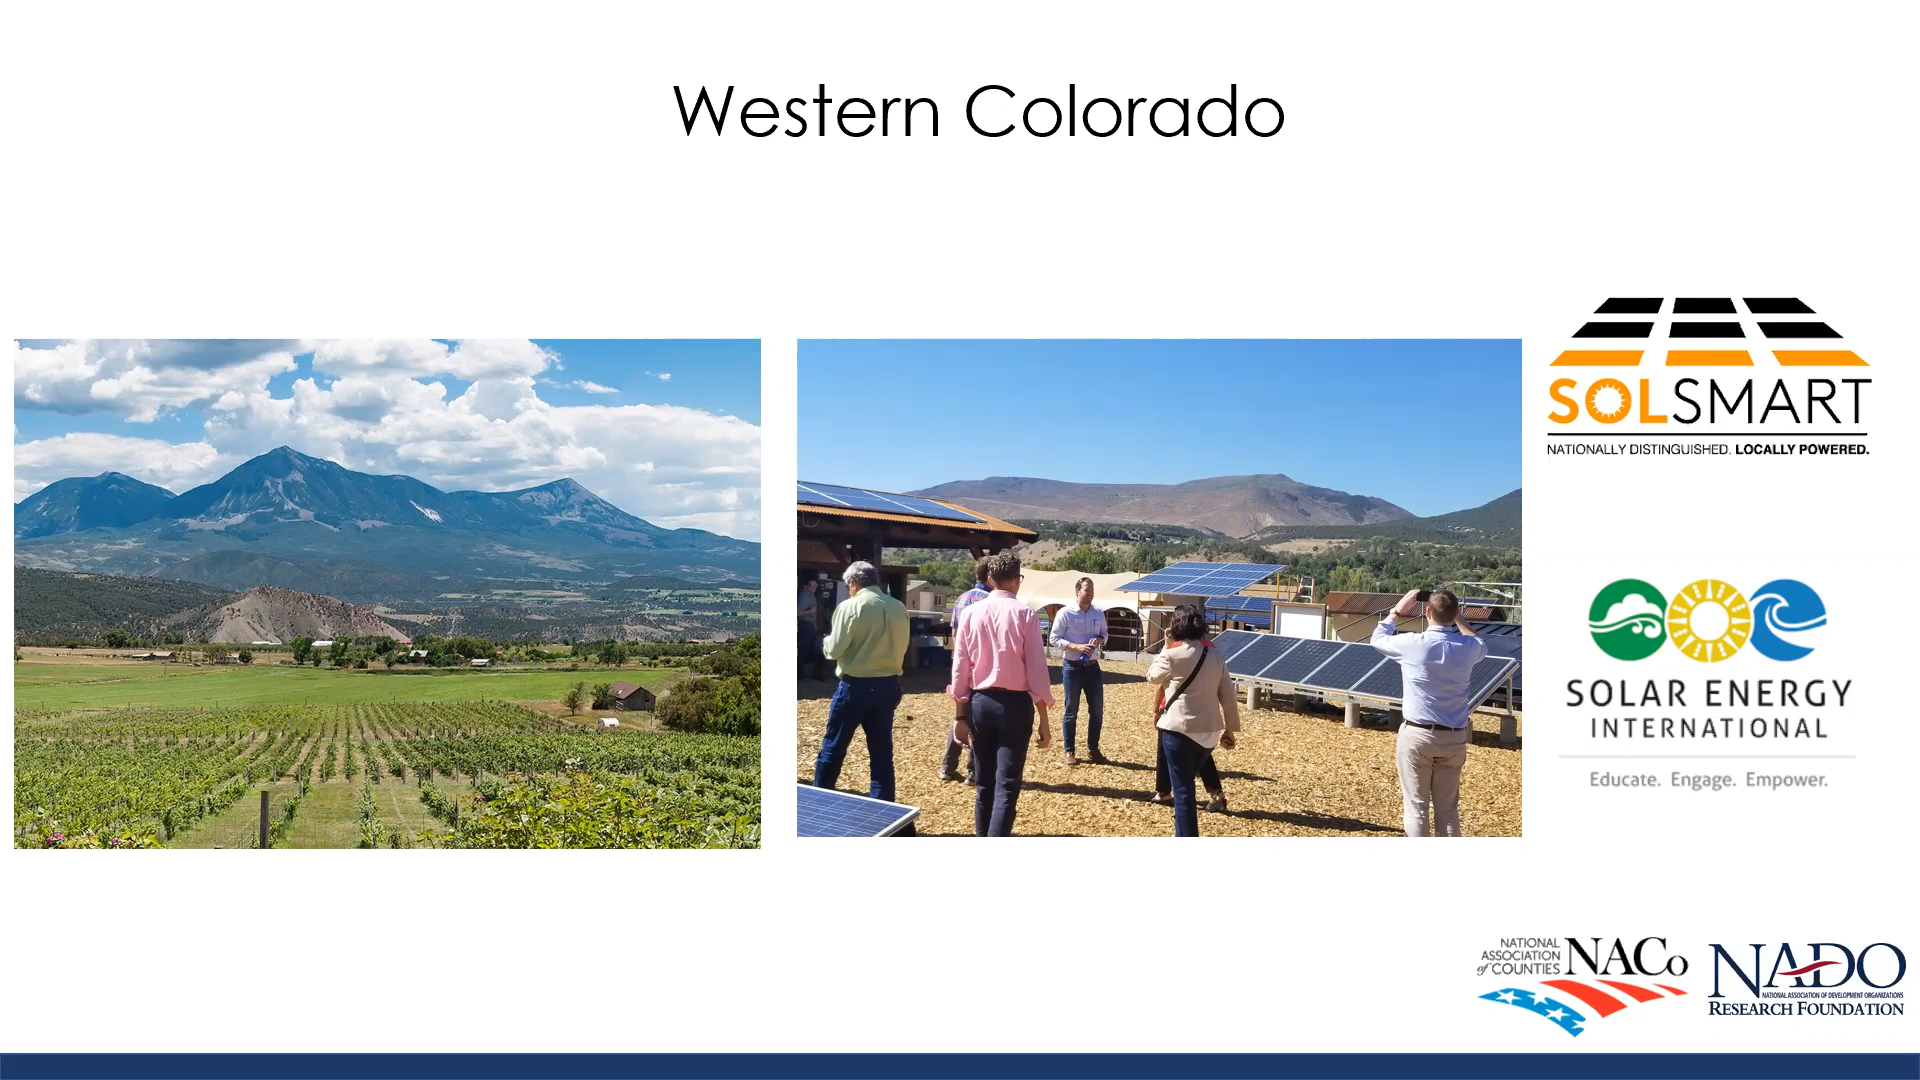 Western Colorado
SOLSMART
NATIONALLY DISTINGUISHED. LOCALLY POWERED.
SOLAR ENERGY
INTERNATIONAL
Educate. Engage. Empower.
NATIONAL
ASSOCIATION
of COUNTIES
NACo
NADO
NATIONAL ASSOCIATION OF DEVELOPMENT ORGANIZATIONS
RESEARCH FOUNDATION